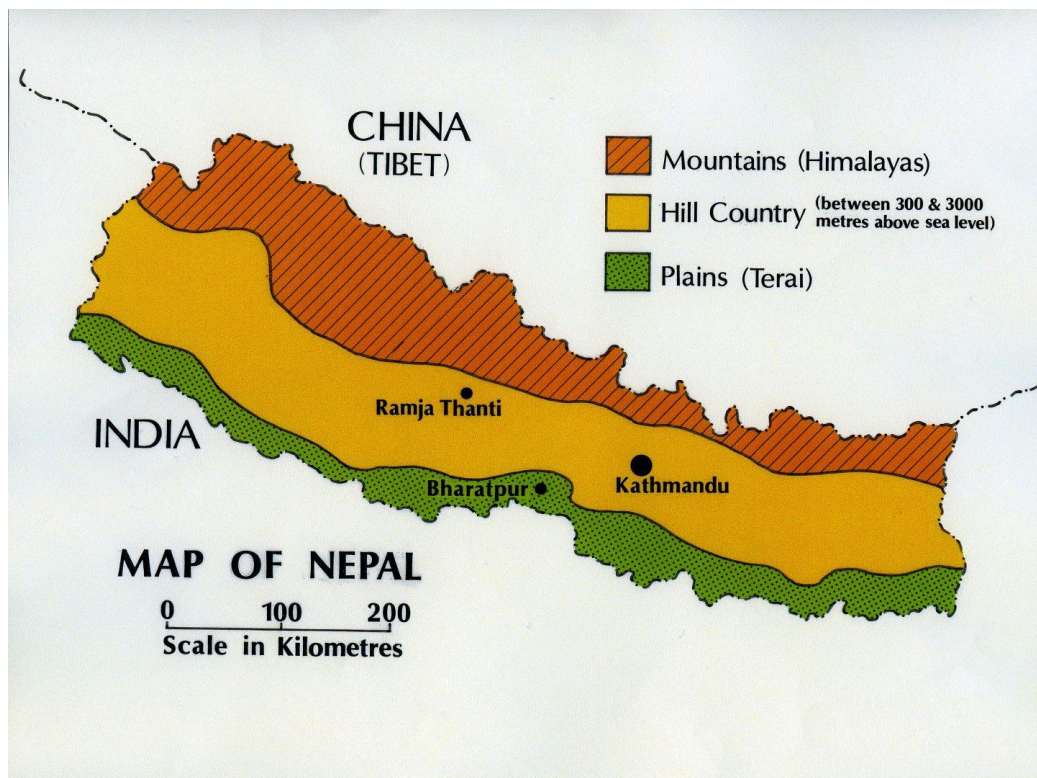 CHINA
(TIBET)
Mountains (Himalayas)
Hill Country (between 300 & 3000
metres above sea level)
Plains (Terai)
Ramja Thanti
INDIA
Bharatpur
Kathmandu
MAP OF NEPAL
0 100 200
Scale in Kilometres